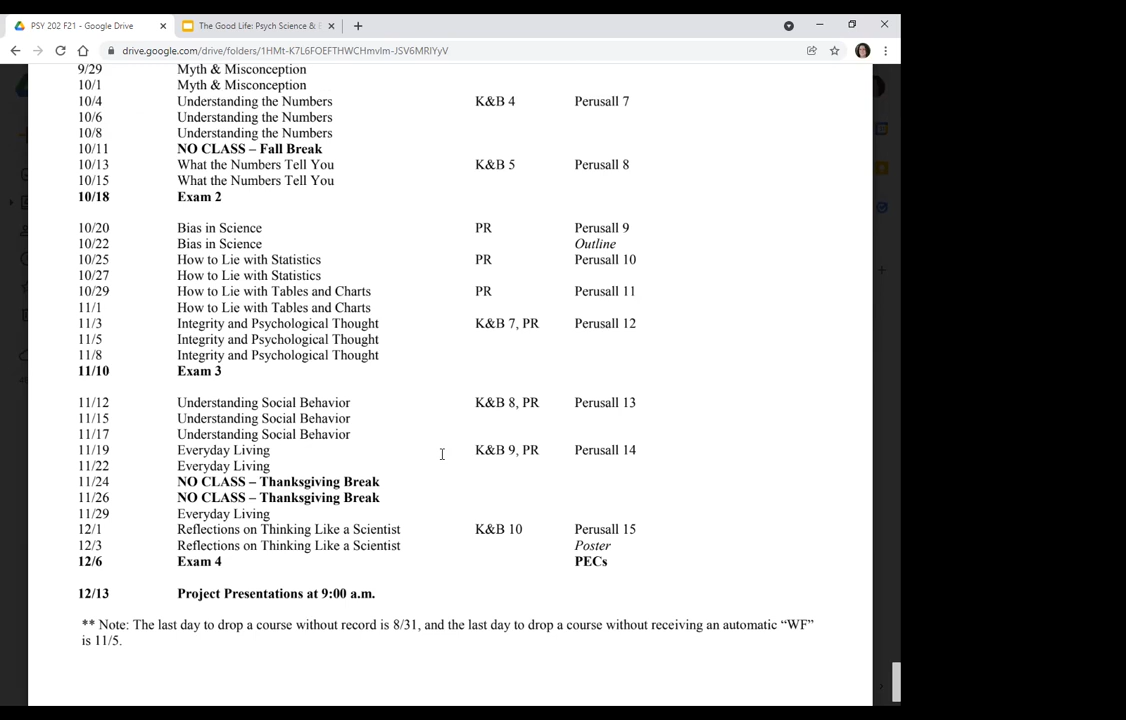 PSY 202 F21 - Google Drive
The Good Life: Psych Science &
drive.google.com/drive/folders/1HMt-K7L6FOEFTHWCHmvIm-JSV6MRIYyV
9/29 Myth & Misconception
10/1 Myth & Misconception
10/4 Understanding the Numbers K&B 4 Perusall 7
10/6 Understanding the Numbers
10/8 Understanding the Numbers
10/11 NO CLASS – Fall Break
10/13 What the Numbers Tell You K&B 5 Perusall 8
10/15 What the Numbers Tell You
10/18 Exam 2
10/20 Bias in Science PR Perusall 9
10/22 Bias in Science Outline
10/25 How to Lie with Statistics PR Perusall 10
10/27 How to Lie with Statistics
10/29 How to Lie with Tables and Charts PR Perusall 11
11/1 How to Lie with Tables and Charts
11/3 Integrity and Psychological Thought K&B 7, PR Perusall 12
11/5 Integrity and Psychological Thought
11/8 Integrity and Psychological Thought
11/10 Exam 3
11/12 Understanding Social Behavior K&B 8, PR Perusall 13
11/15 Understanding Social Behavior
11/17 Understanding Social Behavior
11/19 Everyday Living K&B 9, PR Perusall 14
11/22 Everyday Living
11/24 NO CLASS – Thanksgiving Break
11/26 NO CLASS – Thanksgiving Break
11/29 Everyday Living
12/1 Reflections on Thinking Like a Scientist K&B 10 Perusall 15
12/3 Reflections on Thinking Like a Scientist Poster
12/6 Exam 4 PECs
12/13 Project Presentations at 9:00 a.m.
** Note: The last day to drop a course without record is 8/31, and the last day to drop a course without receiving an automatic “WF”
is 11/5.